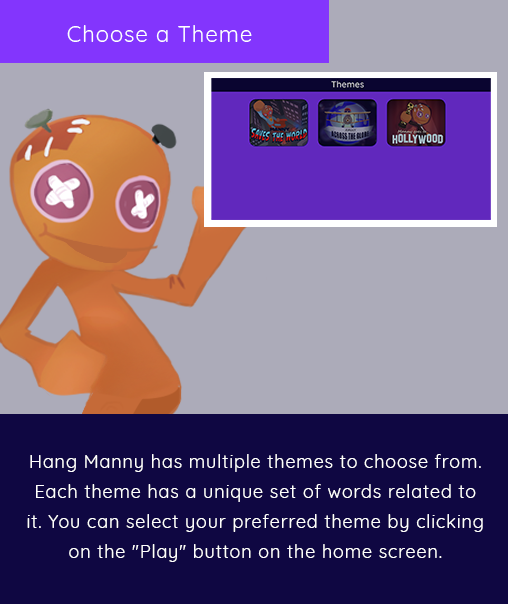 Choose a Theme
Themes
SAVES THE WORLD
ACROSS THE GLOBE
HOLLYWOOD
Hang Manny has multiple themes to choose from.
Each theme has a unique set of words related to
it. You can select your preferred theme by clicking
on the "Play" button on the home screen.